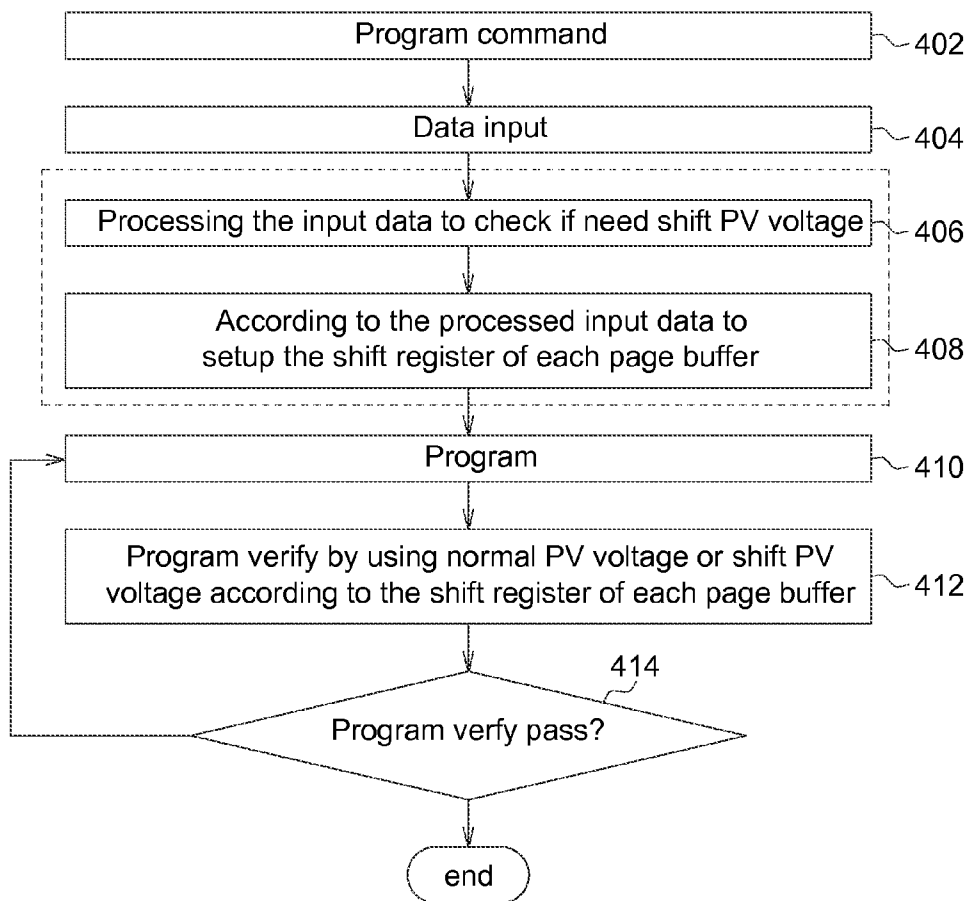 Program command
402
Data input
404
Processing the input data to check if need shift PV voltage
406
According to the processed input data to
setup the shift register of each page buffer
408
Program
410
Program verify by using normal PV voltage or shift PV
voltage according to the shift register of each page buffer
412
414
Program verfy pass?
end